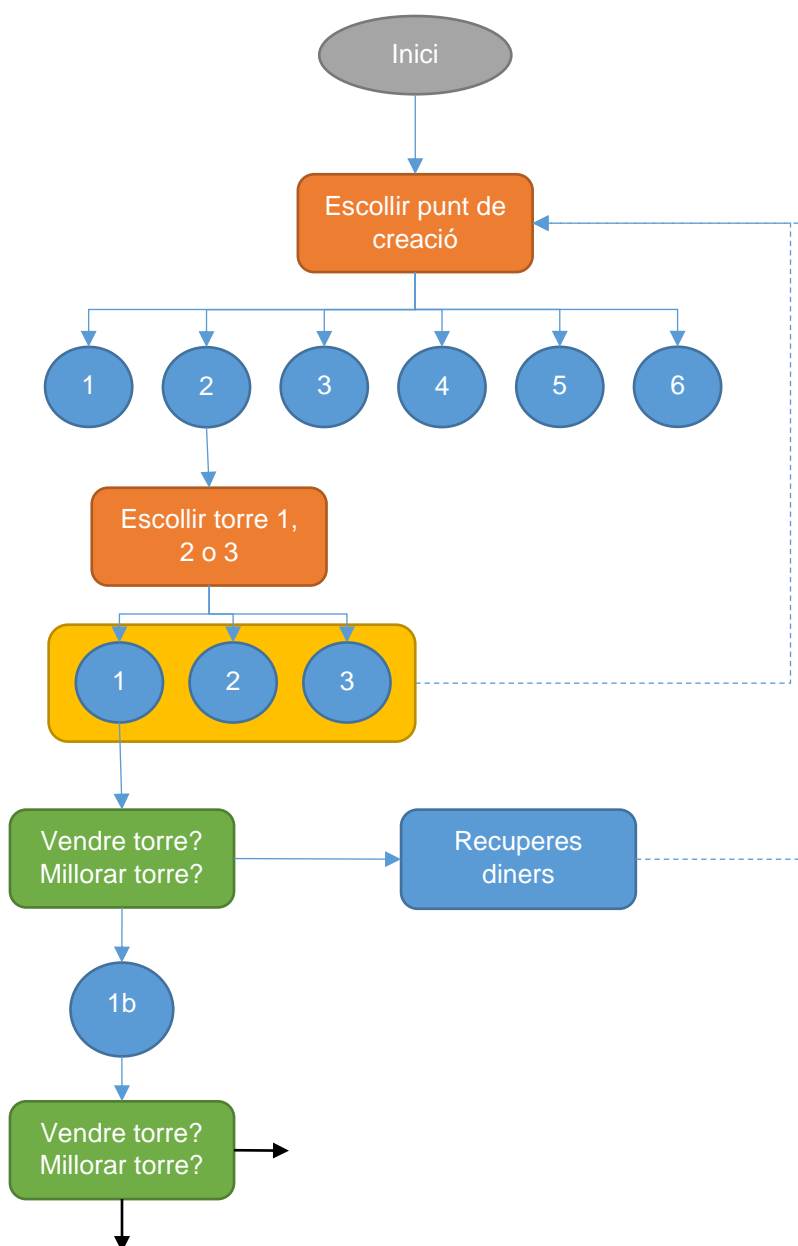 Inici
Escollir punt de
creació
1
2
3
4
5
6
Escollir torre 1,
2 o 3
1
2
3
Vendre torre?
Millorar torre?
Recuperes
diners
1b
Vendre torre?
Millorar torre?